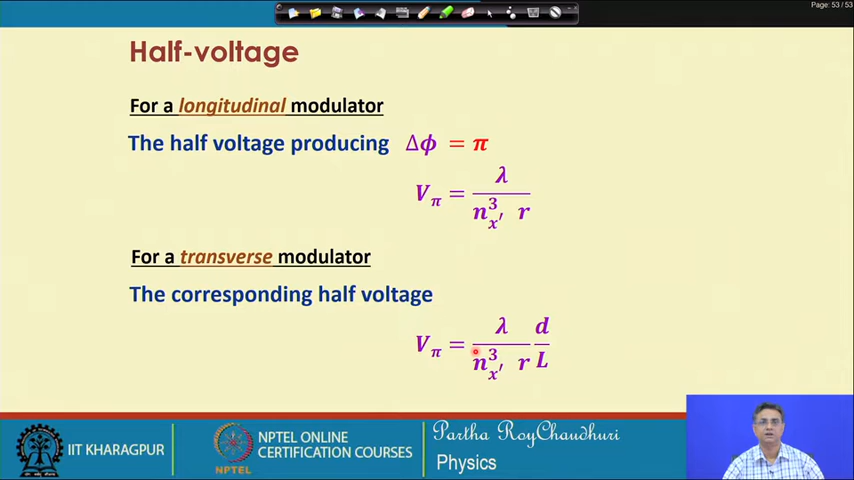 Page: 53 / 53
Half-voltage
For a longitudinal modulator
The half voltage producing Δϕ = π
V_π = λ / (n_x'^3 r)
For a transverse modulator
The corresponding half voltage
V_π = λ / (n_x'^3 r) d/L
IIT KHARAGPUR
NPTEL
NPTEL ONLINE
CERTIFICATION COURSES
Partha RoyChaudhuri
Physics